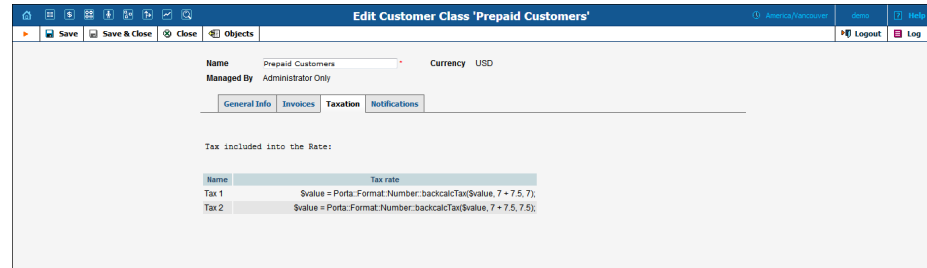 Edit Customer Class 'Prepaid Customers'
America/Vancouver
demo
Help
Save
Save & Close
Close
Objects
Logout
Log
Name Prepaid Customers * Currency USD
Managed By Administrator Only
General Info Invoices Taxation Notifications
Tax included into the Rate:
Name Tax rate
Tax 1 $value = Porta::Format::Number::backcalcTax($value, 7 + 7.5, 7);
Tax 2 $value = Porta::Format::Number::backcalcTax($value, 7 + 7.5, 7.5);